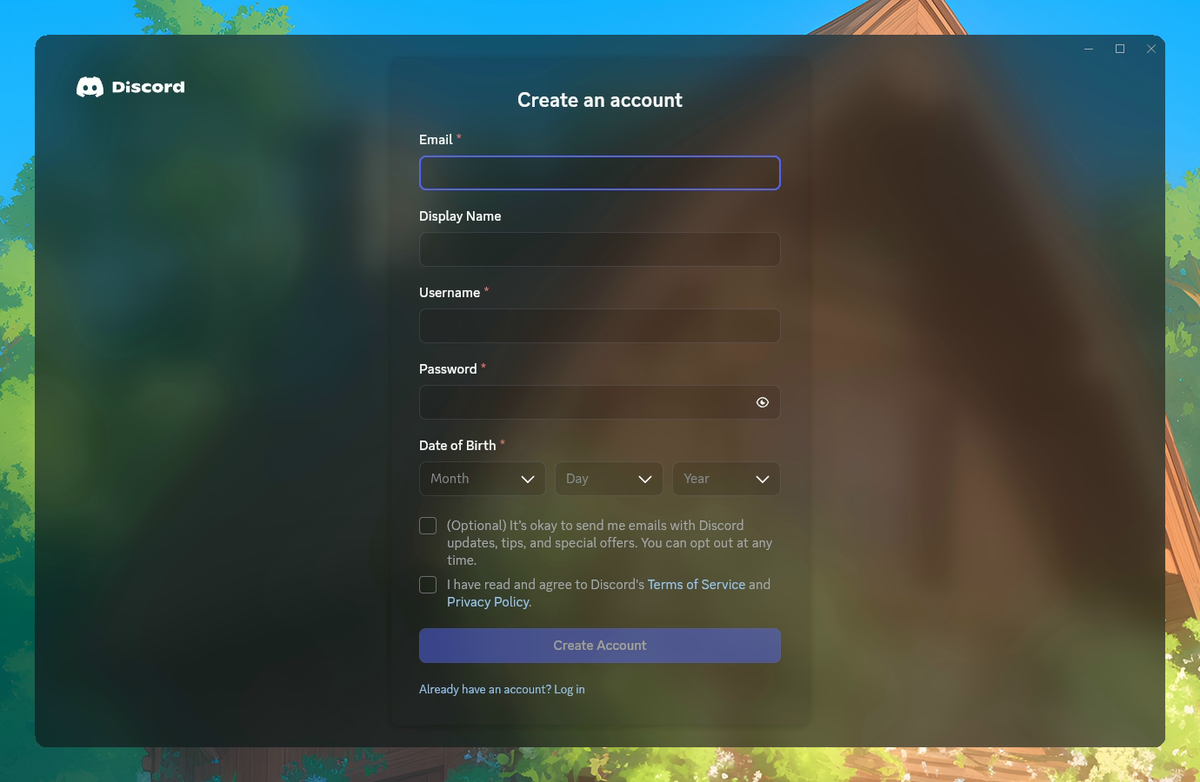 Discord
Create an account
Email *
Display Name
Username *
Password *
Date of Birth *
Month Day Year
(Optional) It's okay to send me emails with Discord
updates, tips, and special offers. You can opt out at any
time.
I have read and agree to Discord's Terms of Service and
Privacy Policy.
Create Account
Already have an account? Log in